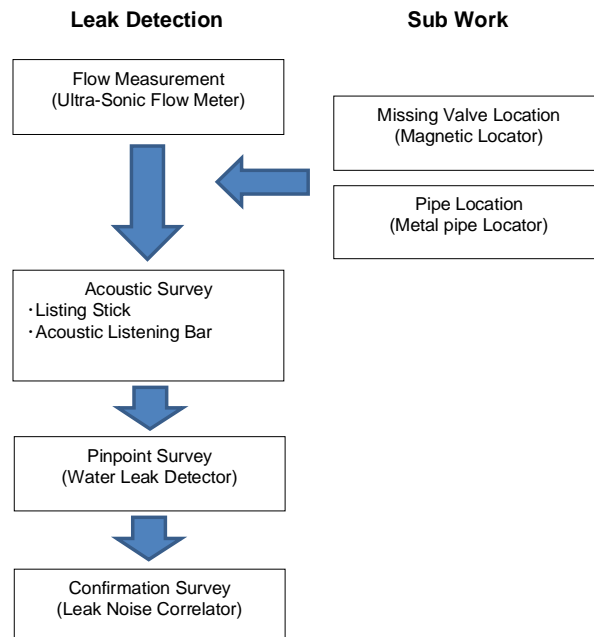 Leak Detection
Sub Work
Flow Measurement
(Ultra-Sonic Flow Meter)
Missing Valve Location
(Magnetic Locator)
Pipe Location
(Metal pipe Locator)
Acoustic Survey
・Listing Stick
・Acoustic Listening Bar
Pinpoint Survey
(Water Leak Detector)
Confirmation Survey
(Leak Noise Correlator)